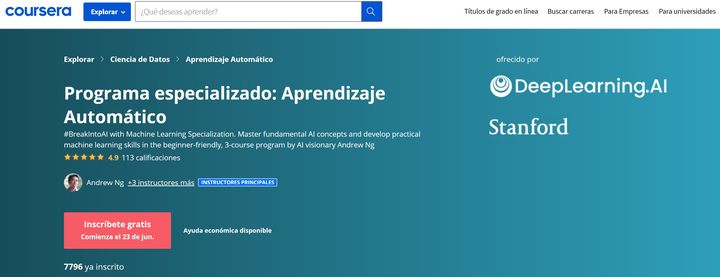 coursera
Explorar
¿Qué deseas aprender?
Títulos de grado en línea
Buscar carreras
Para Empresas
Para universidades
Explorar > Ciencia de Datos > Aprendizaje Automático
Programa especializado: Aprendizaje
Automático
#BreakIntoAI with Machine Learning Specialization. Master fundamental AI concepts and develop practical
machine learning skills in the beginner-friendly, 3-course program by AI visionary Andrew Ng
4.9 113 calificaciones
Andrew Ng +3 instructores más INSTRUCTORES PRINCIPALES
Inscríbete gratis
Comienza el 23 de jun.
Ayuda económica disponible
7796 ya inscrito
ofrecido por
DeepLearning.AI
Stanford